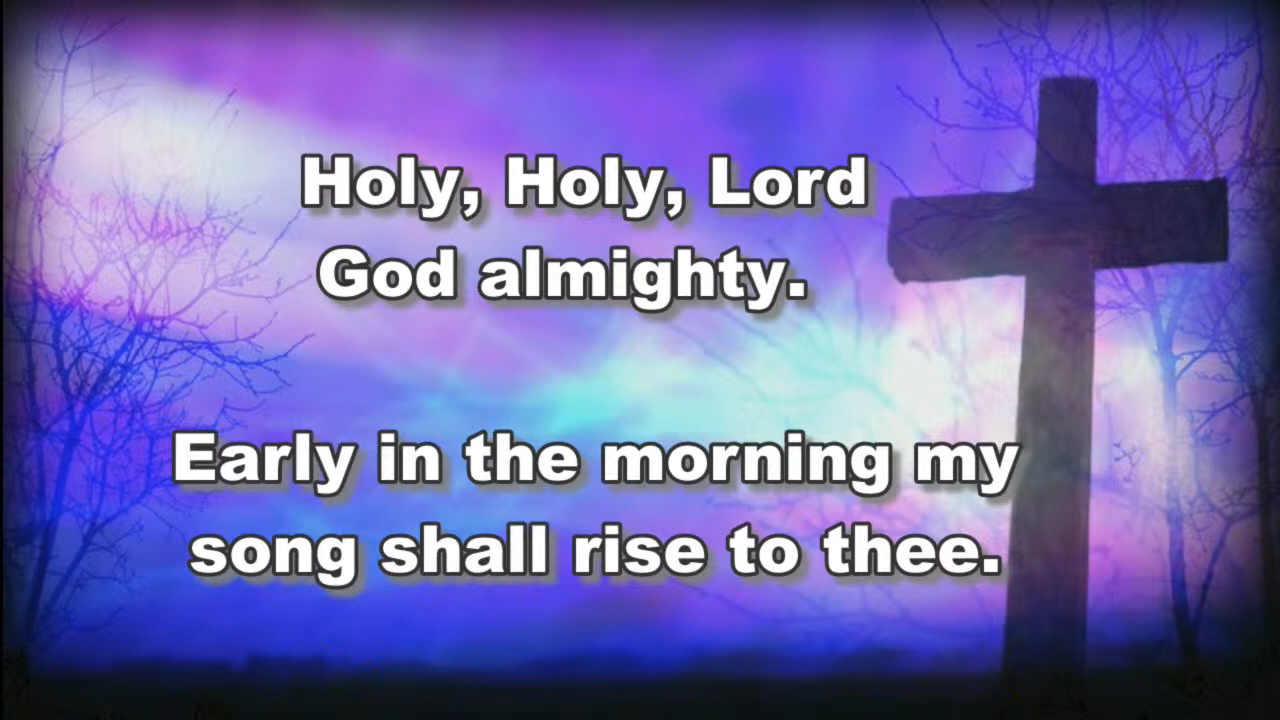 Holy, Holy, Lord
God almighty.
Early in the morning my
song shall rise to thee.